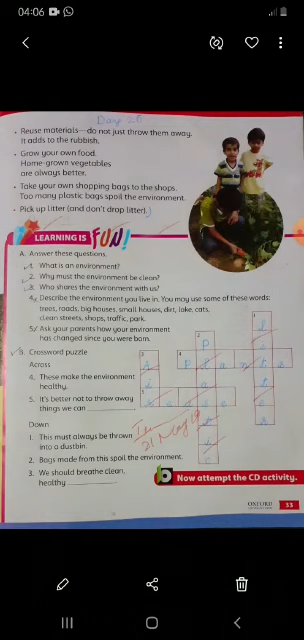 04:06
Day 26
• Reuse materials—do not just throw them away.
It adds to the rubbish.
• Grow your own food.
Home-grown vegetables
are always better.
• Take your own shopping bags to the shops.
Too many plastic bags spoil the environment.
• Pick up litter (and don't drop litter).
LEARNING IS FUN!
A. Answer these questions.
1. What is an environment?
2. Why must the environment be clean?
3. Who shares the environment with us?
4. Describe the environment you live in. You may use some of these words:
trees, roads, big houses, small houses, dirt, lake, cats,
clean streets, shops, traffic, park.
5. Ask your parents how your environment
has changed since you were born.
B. Crossword puzzle
Across
4. These make the environment
healthy.
5. It's better not to throw away
things we can
Down
1. This must always be thrown
into a dustbin.
2. Bags made from this spoil the environment.
3. We should breathe clean,
healthy
Now attempt the CD activity.
OXFORD
33